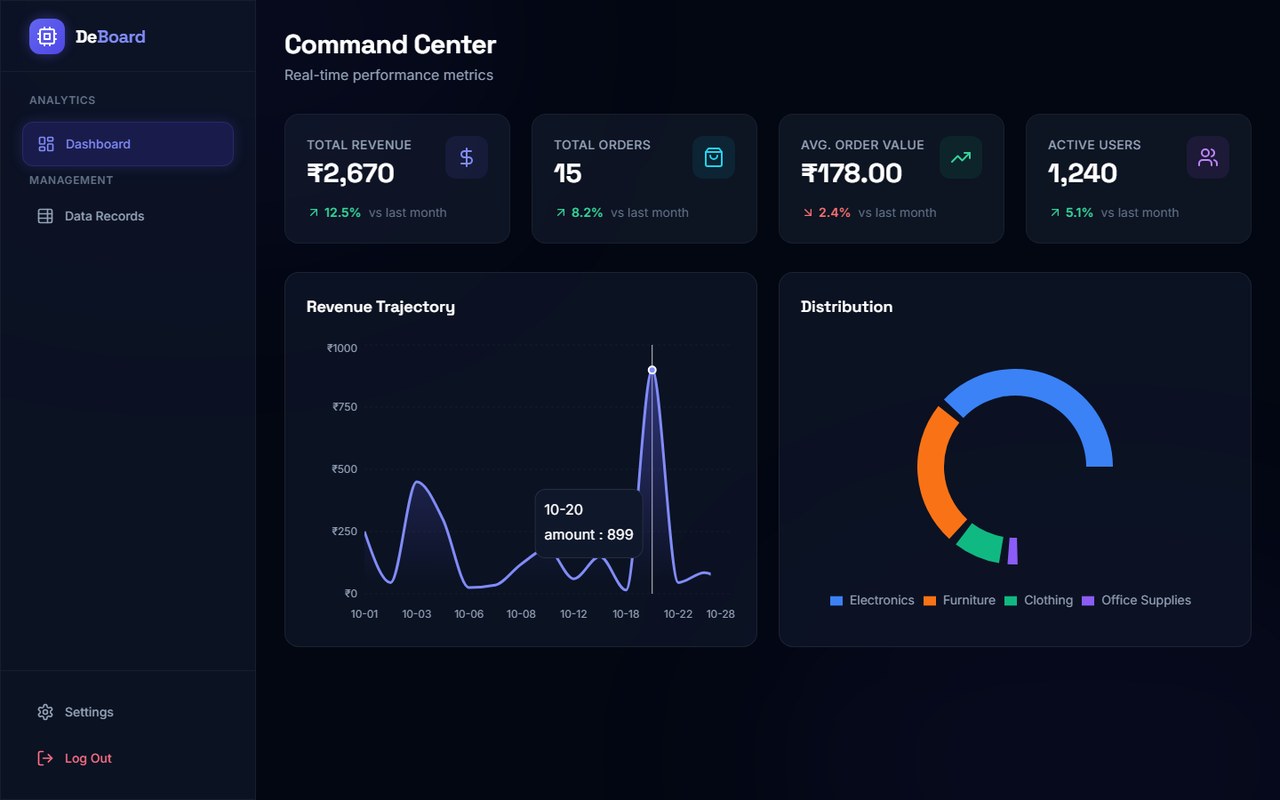 DeBoard
ANALYTICS
Dashboard
MANAGEMENT
Data Records
Settings
Log Out
Command Center
Real-time performance metrics
TOTAL REVENUE
₹2,670
12.5% vs last month
TOTAL ORDERS
15
8.2% vs last month
AVG. ORDER VALUE
₹178.00
2.4% vs last month
ACTIVE USERS
1,240
5.1% vs last month
Revenue Trajectory
₹1000
₹750
₹500
₹250
₹0
10-20
amount : 899
10-01 10-03 10-06 10-08 10-12 10-18 10-22 10-28
Distribution
Electronics Furniture Clothing Office Supplies